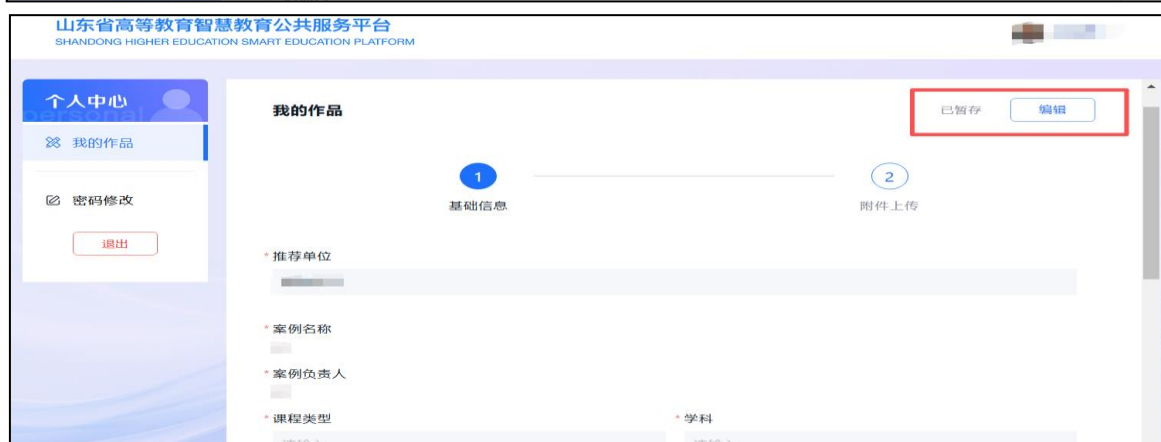 山东省高等教育智慧教育公共服务平台
SHANDONG HIGHER EDUCATION SMART EDUCATION PLATFORM
个人中心
personal
我的作品
密码修改
退出
我的作品
已暂存 编辑
1 2
基础信息 附件上传
*推荐单位
*案例名称
*案例负责人
*课程类型 *学科